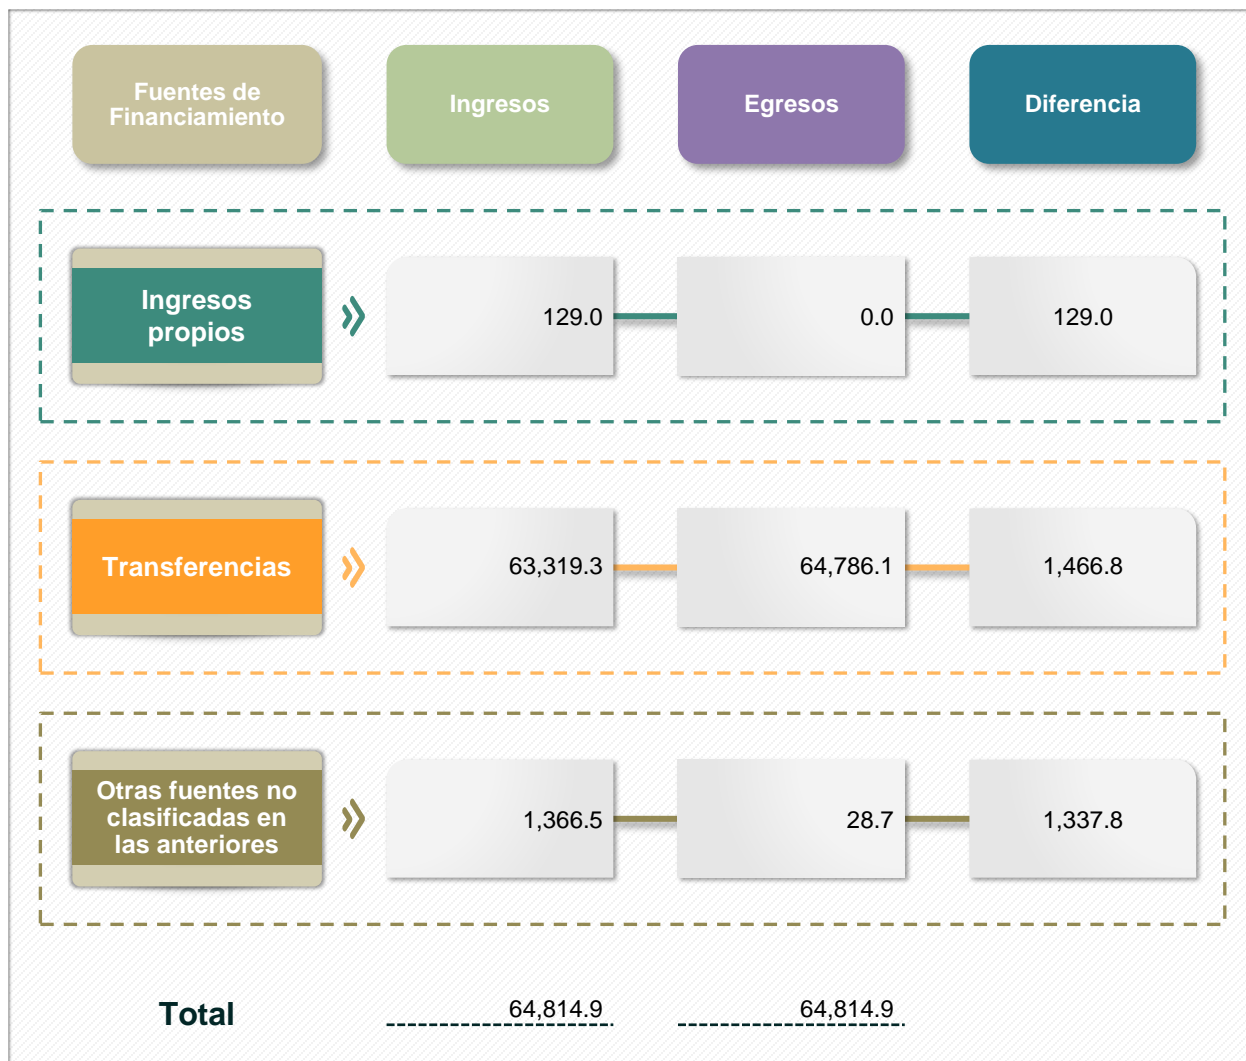 Fuentes de
Financiamiento
Ingresos
Egresos
Diferencia
Ingresos
propios
129.0
0.0
129.0
Transferencias
63,319.3
64,786.1
1,466.8
Otras fuentes no
clasificadas en
las anteriores
1,366.5
28.7
1,337.8
Total
64,814.9
64,814.9